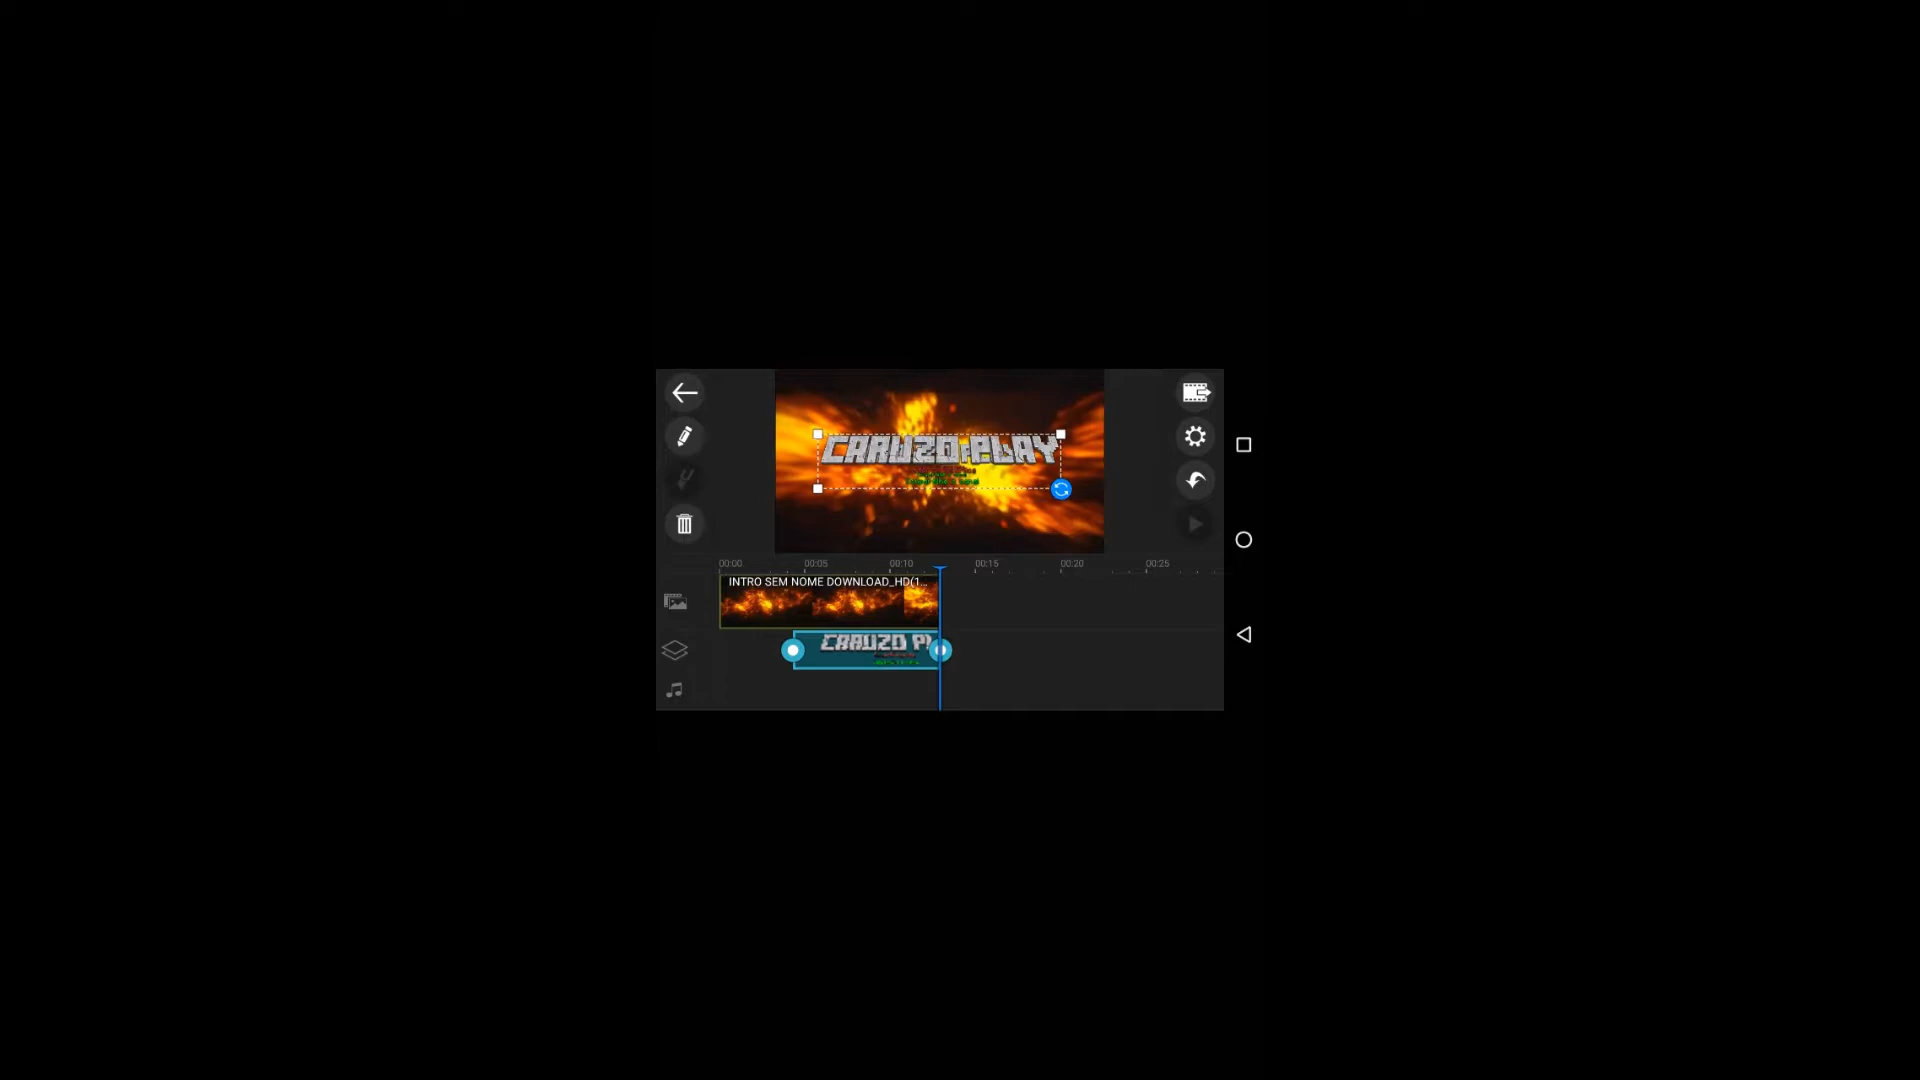 CARUZO PLAY
00:00 00:05 00:10 00:15 00:20 00:25
INTRO SEM NOME DOWNLOAD_HD(1...
CARUZO Pl